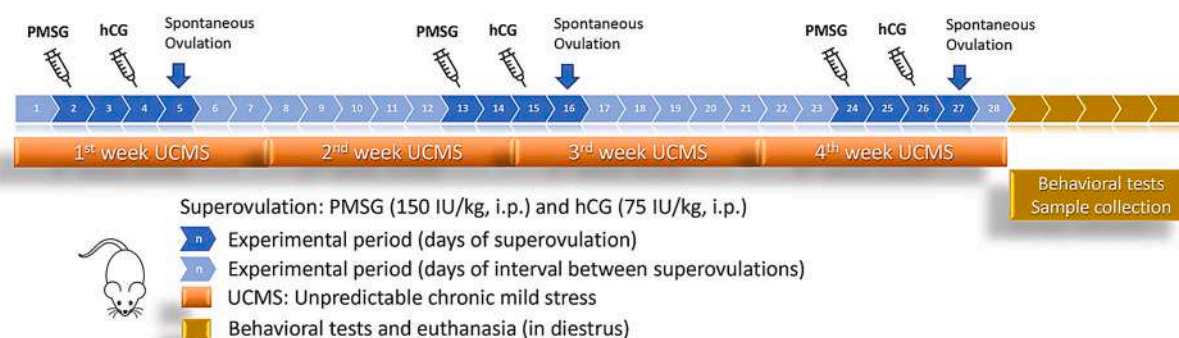 Spontaneous
Ovulation
PMSG
hCG
Spontaneous
Ovulation
PMSG
hCG
Spontaneous
Ovulation
PMSG
hCG
1 2 3 4 5 6 7 8 9 10 11 12 13 14 15 16 17 18 19 20 21 22 23 24 25 26 27 28
1st week UCMS 2nd week UCMS 3rd week UCMS 4th week UCMS
Behavioral tests
Sample collection
Superovulation: PMSG (150 IU/kg, i.p.) and hCG (75 IU/kg, i.p.)
n Experimental period (days of superovulation)
n Experimental period (days of interval between superovulations)
UCMS: Unpredictable chronic mild stress
Behavioral tests and euthanasia (in diestrus)